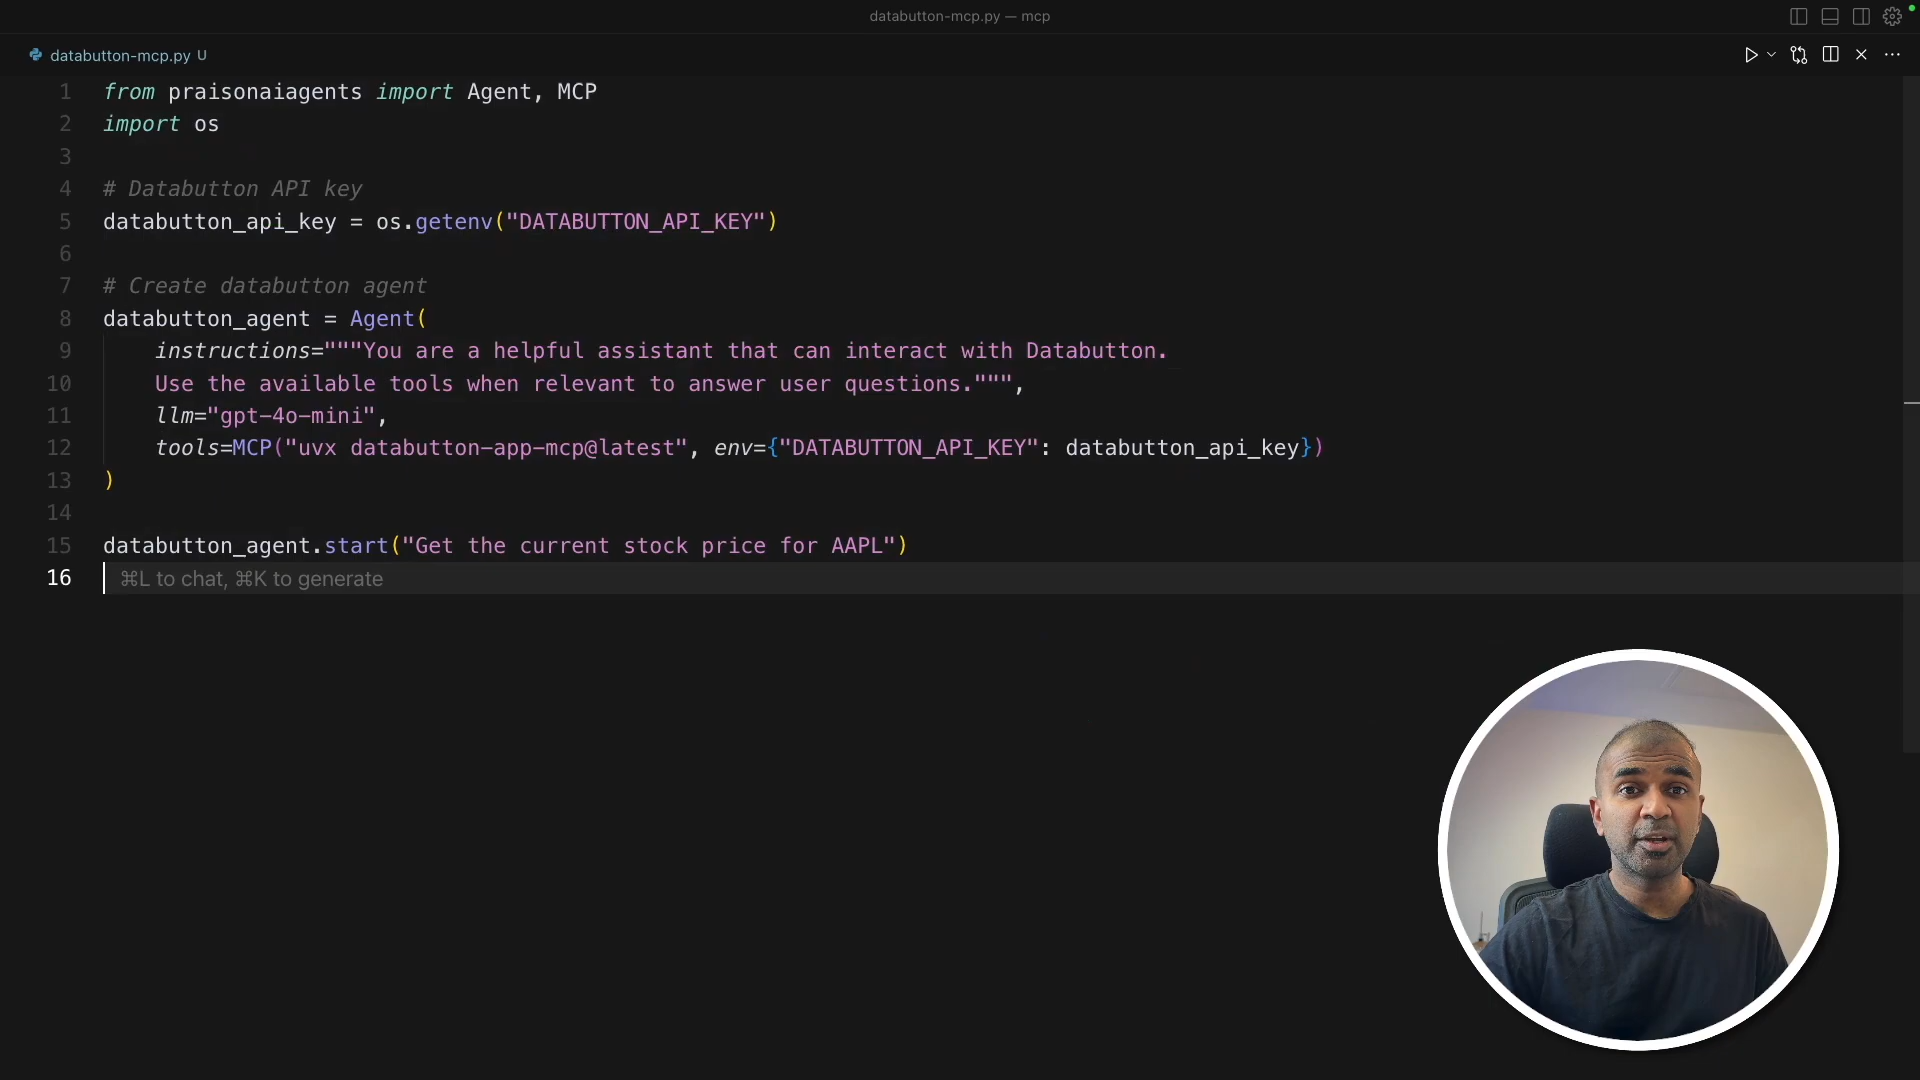 databutton-mcp.py — mcp
databutton-mcp.py U
1 from praisonaiagents import Agent, MCP
2 import os
3
4 # Databutton API key
5 databutton_api_key = os.getenv("DATABUTTON_API_KEY")
6
7 # Create databutton agent
8 databutton_agent = Agent(
9     instructions="""You are a helpful assistant that can interact with Databutton.
10     Use the available tools when relevant to answer user questions.""",
11     llm="gpt-4o-mini",
12     tools=MCP("uvx databutton-app-mcp@latest", env={"DATABUTTON_API_KEY": databutton_api_key})
13 )
14
15 databutton_agent.start("Get the current stock price for AAPL")
16 ⌘L to chat, ⌘K to generate